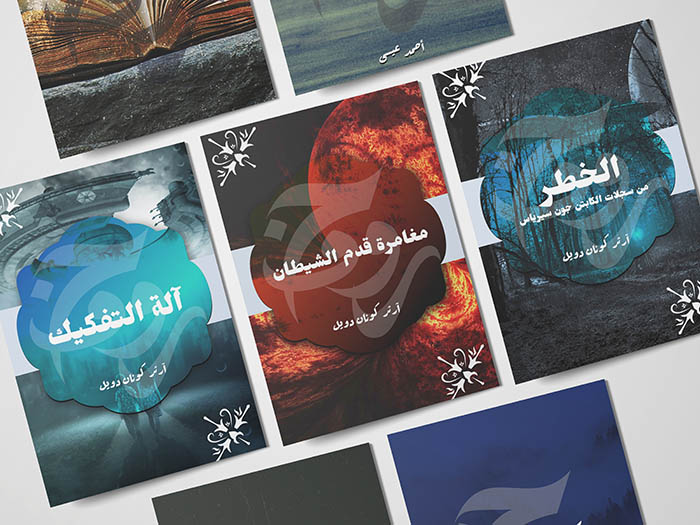 أحمد عيسى
الخطر
من سجلات الكابتن جون سيرياس
آرثر كونان دويل
مغامرة قدم الشيطان
آرثر كونان دويل
آلة التفكيك
آرثر كونان دويل